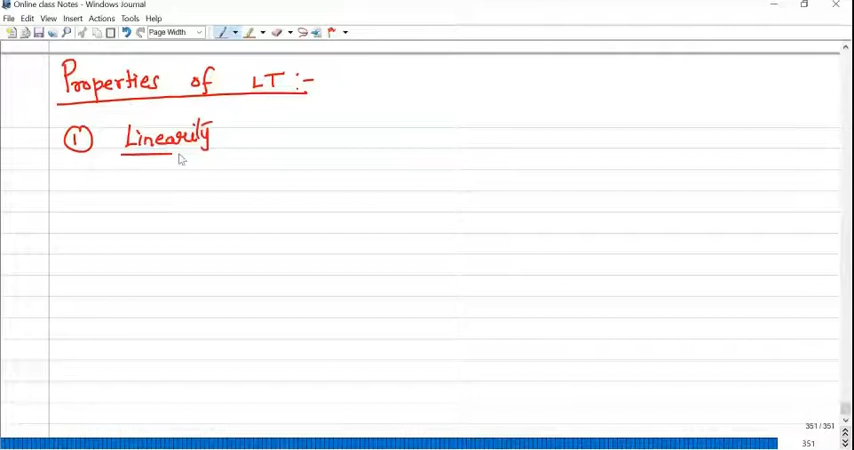 Online class Notes - Windows Journal
File Edit View Insert Actions Tools Help
Page Width
Properties of LT :-
① Linearity
351 / 351
351